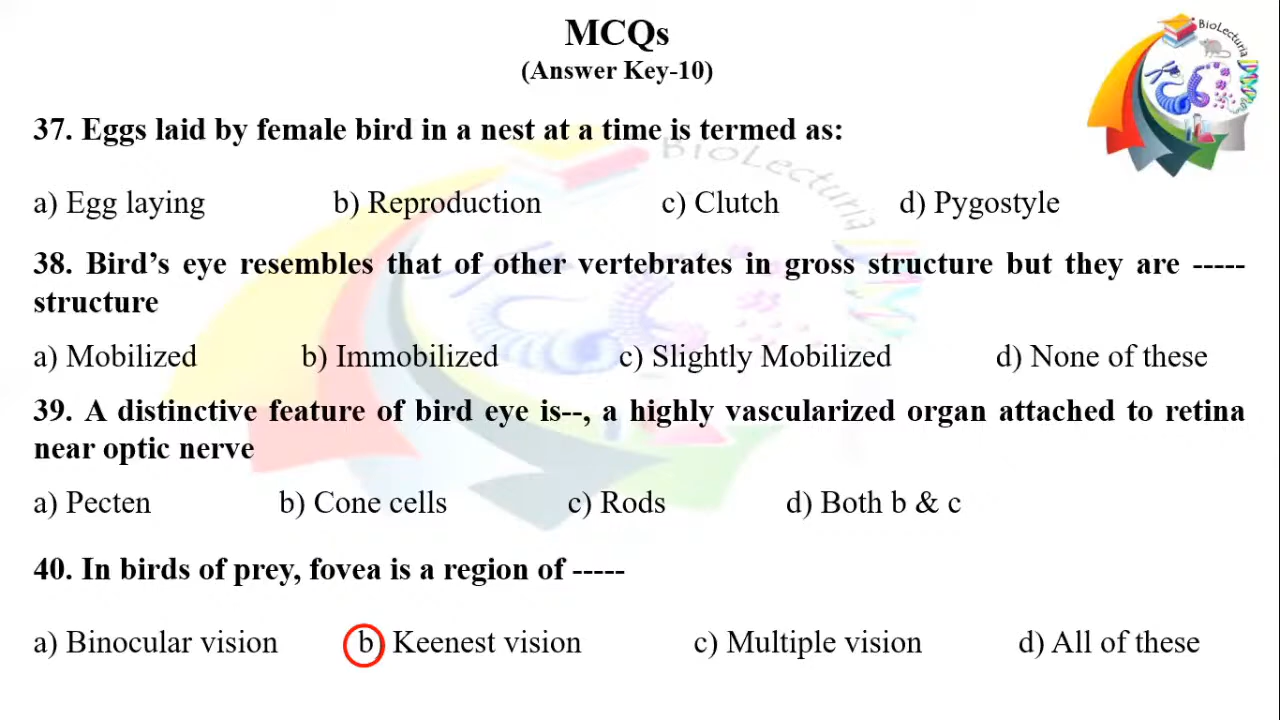 MCQs
(Answer Key-10)
BioLecturia
37. Eggs laid by female bird in a nest at a time is termed as:
a) Egg laying b) Reproduction c) Clutch d) Pygostyle
38. Bird’s eye resembles that of other vertebrates in gross structure but they are -----
structure
a) Mobilized b) Immobilized c) Slightly Mobilized d) None of these
39. A distinctive feature of bird eye is--, a highly vascularized organ attached to retina
near optic nerve
a) Pecten b) Cone cells c) Rods d) Both b & c
40. In birds of prey, fovea is a region of -----
a) Binocular vision b) Keenest vision c) Multiple vision d) All of these
BioLecturia